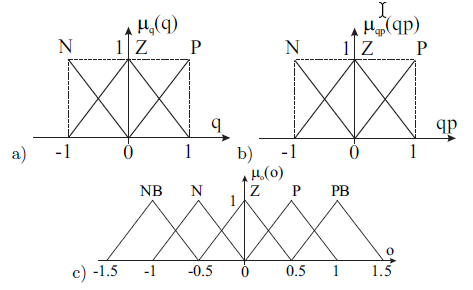 N 1 μq(q) Z P
q
a) -1 0 1
N 1 μqp(qp) Z P
qp
b) -1 0 1
μo(o)
NB N 1 Z P PB
o
c) -1.5 -1 -0.5 0 0.5 1 1.5